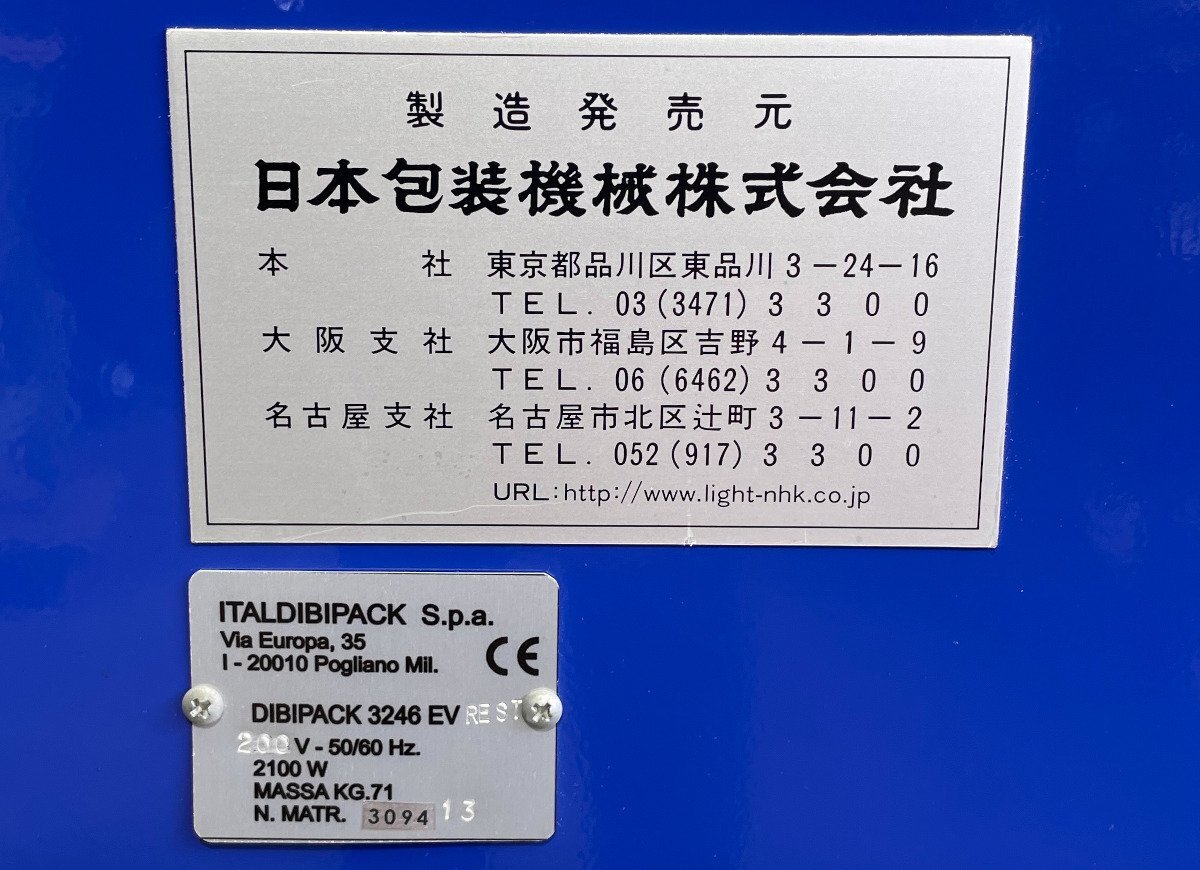 製造発売元
日本包装機械株式会社
本社 東京都品川区東品川3-24-16
TEL. 03(3471)3300
大阪支社 大阪市福島区吉野4-1-9
TEL. 06(6462)3300
名古屋支社 名古屋市北区辻町3-11-2
TEL. 052(917)3300
URL:http://www.light-nhk.co.jp
ITALDIBIPACK S.p.a.
Via Europa, 35
I - 20010 Pogliano Mil.
CE
DIBIPACK 3246 EV REST
200 V - 50/60 Hz.
2100 W
MASSA KG.71
N. MATR. 3094 13